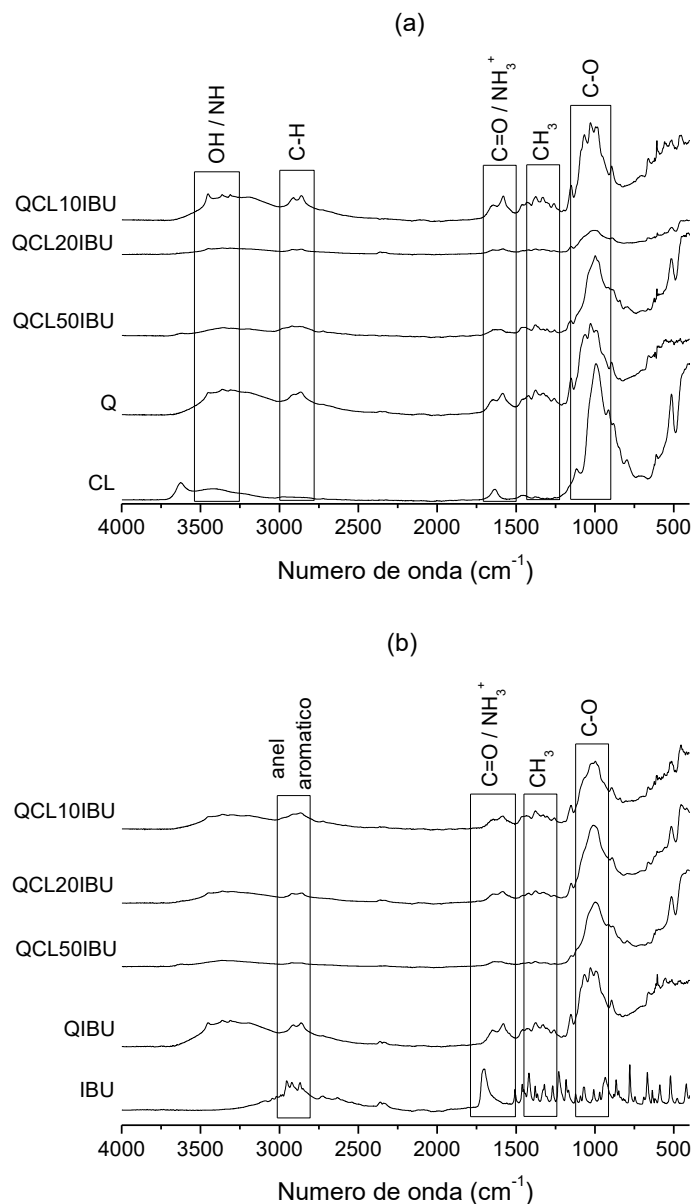 (a)
OH / NH
C-H
C=O / NH₃⁺
CH₃
C-O
QCL10IBU
QCL20IBU
QCL50IBU
Q
CL
4000 3500 3000 2500 2000 1500 1000 500
Numero de onda (cm⁻¹)
(b)
anel
aromatico
C=O / NH₃⁺
CH₃
C-O
QCL10IBU
QCL20IBU
QCL50IBU
QIBU
IBU
4000 3500 3000 2500 2000 1500 1000 500
Numero de onda (cm⁻¹)